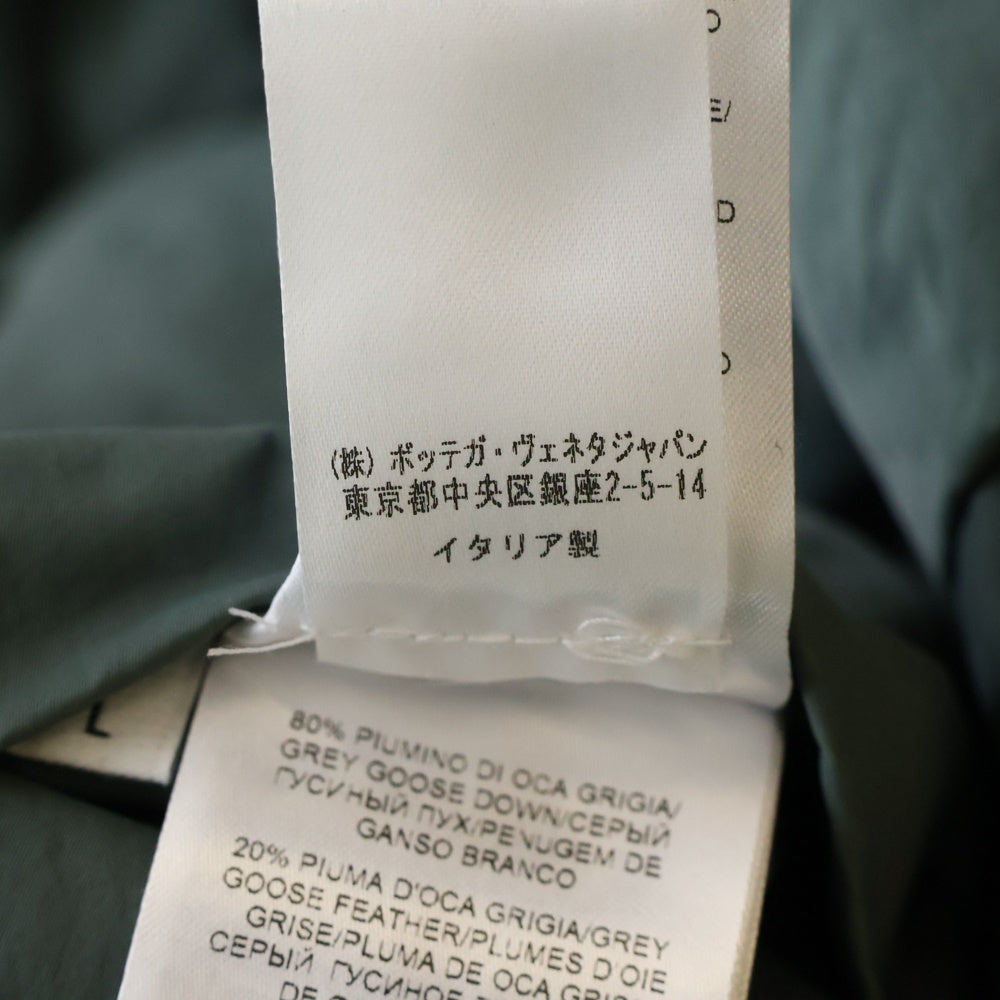 (株) ボッテガ・ヴェネタジャパン
東京都中央区銀座2-5-14
イタリア製
L
80% PIUMINO DI OCA GRIGIA/
GREY GOOSE DOWN/СЕРЫЙ
ГУСИНЫЙ ПУХ/PENUGEM DE
GANSO BRANCO
20% PIUMA D'OCA GRIGIA/GREY
GOOSE FEATHER/PLUMES D'OIE
GRISE/PLUMA DE OCA GRIS/
СЕРЫЙ ГУСИНОЕ